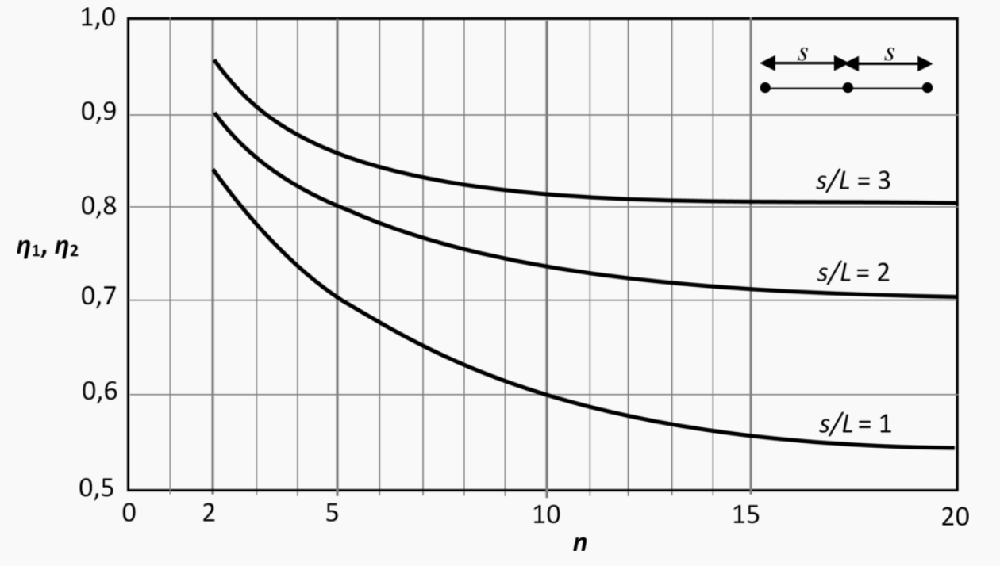 1,0
s s
0,9
s/L = 3
0,8
η₁, η₂
s/L = 2
0,7
0,6
s/L = 1
0,5
0 2 5 10 15 20
n